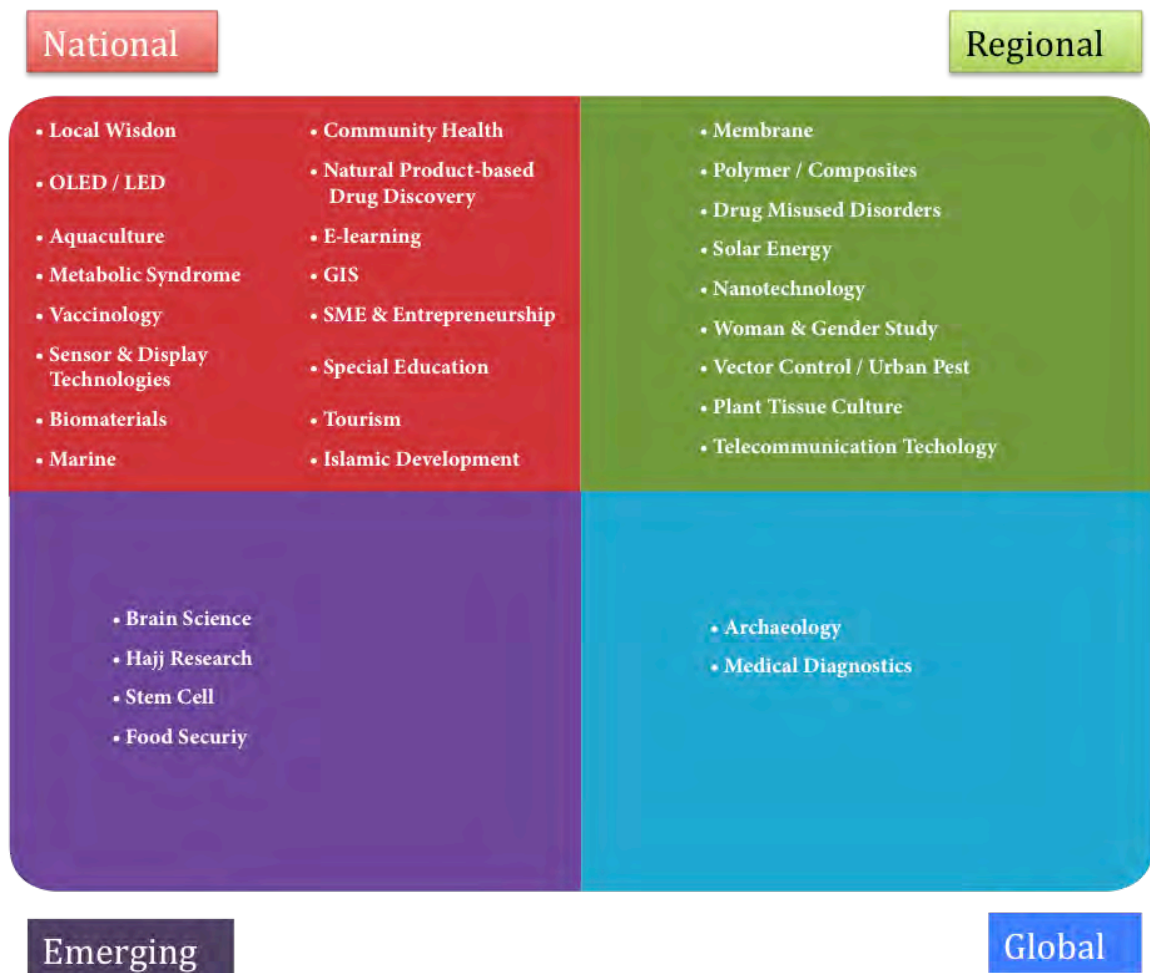 National
Regional
• Local Wisdon
• OLED / LED
• Aquaculture
• Metabolic Syndrome
• Vaccinology
• Sensor & Display
Technologies
• Biomaterials
• Marine
• Community Health
• Natural Product-based
Drug Discovery
• E-learning
• GIS
• SME & Entrepreneurship
• Special Education
• Tourism
• Islamic Development
• Membrane
• Polymer / Composites
• Drug Misused Disorders
• Solar Energy
• Nanotechnology
• Woman & Gender Study
• Vector Control / Urban Pest
• Plant Tissue Culture
• Telecommunication Techology
• Brain Science
• Hajj Research
• Stem Cell
• Food Securiy
• Archaeology
• Medical Diagnostics
Emerging
Global